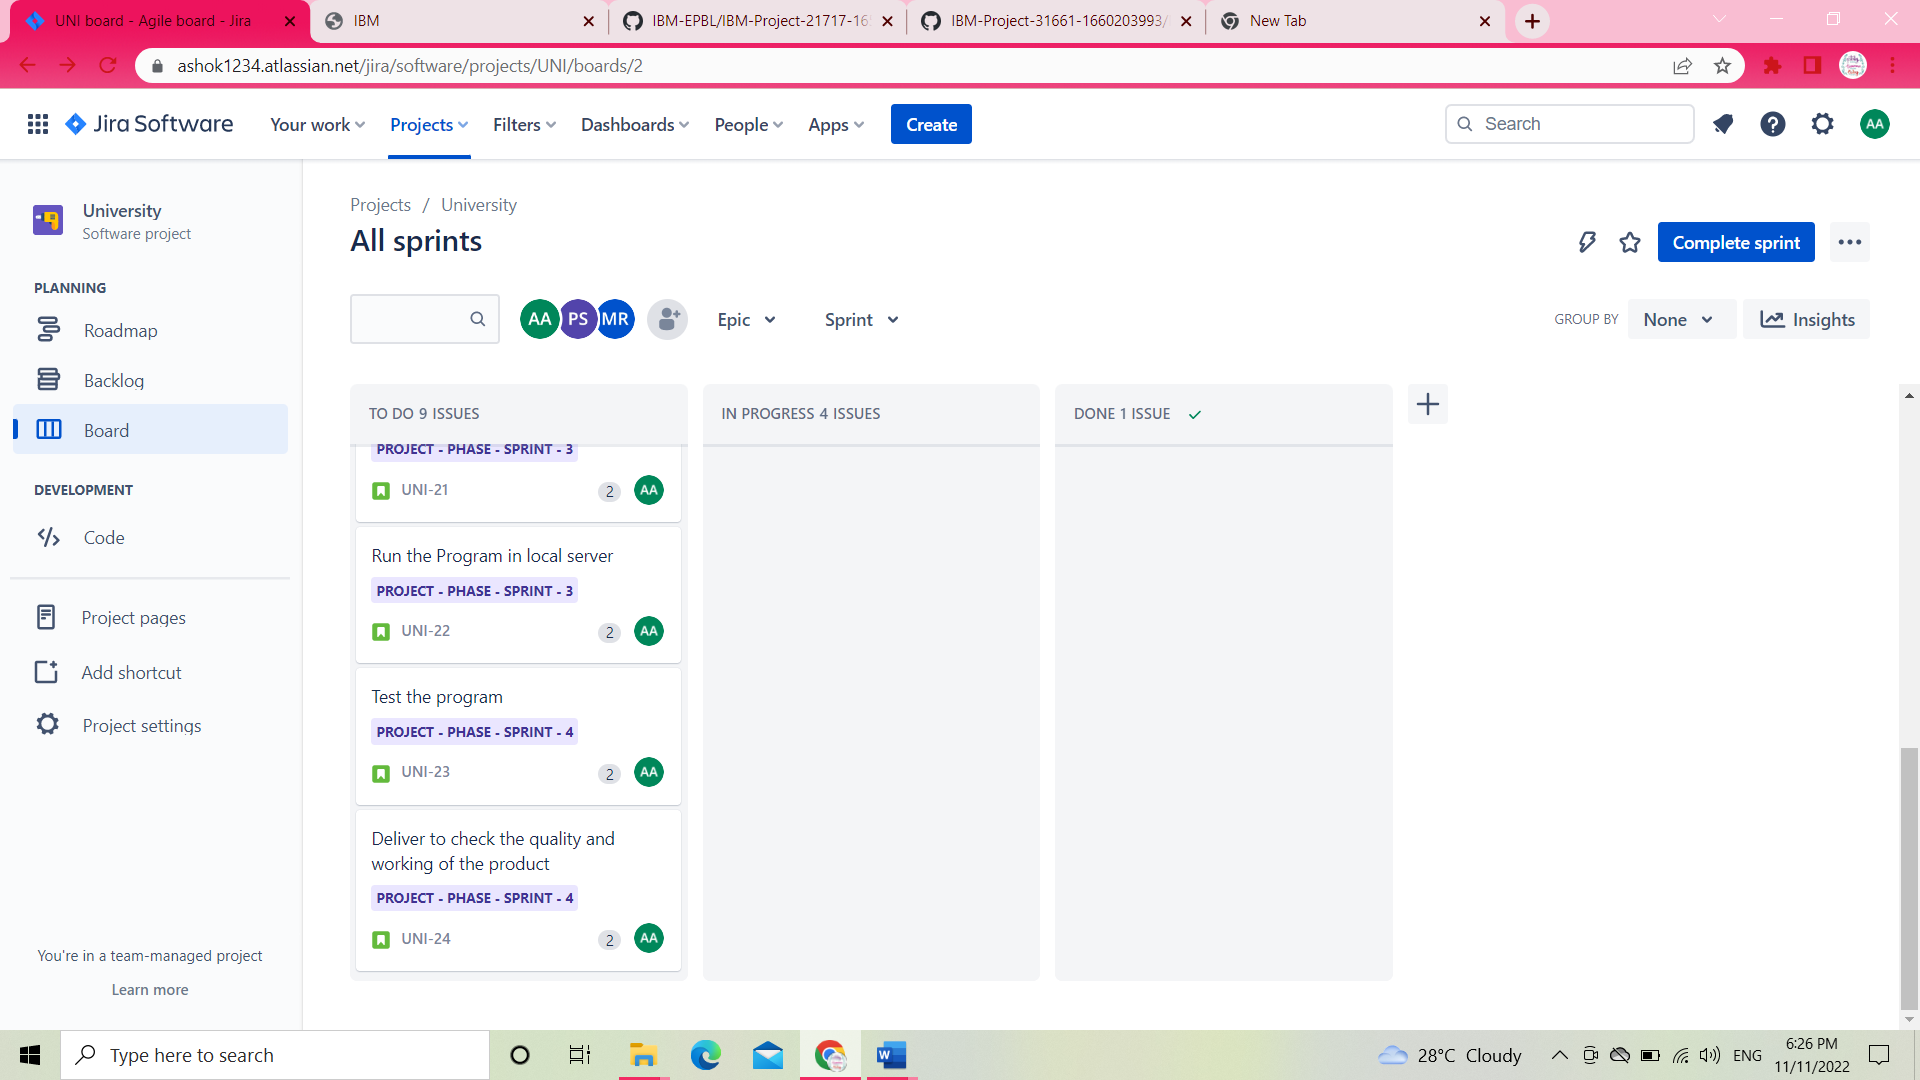 UNI board - Agile board - Jira
IBM
IBM-EPBL/IBM-Project-21717-165
IBM-Project-31661-1660203993/
New Tab
ashok1234.atlassian.net/jira/software/projects/UNI/boards/2
Jira Software
Your work
Projects
Filters
Dashboards
People
Apps
Create
Search
AA
University
Software project
PLANNING
Roadmap
Backlog
Board
DEVELOPMENT
Code
Project pages
Add shortcut
Project settings
You're in a team-managed project
Learn more
Projects / University
All sprints
Complete sprint
AA PS MR
Epic
Sprint
GROUP BY
None
Insights
TO DO 9 ISSUES
PROJECT - PHASE - SPRINT - 3
UNI-21 2 AA
Run the Program in local server
PROJECT - PHASE - SPRINT - 3
UNI-22 2 AA
Test the program
PROJECT - PHASE - SPRINT - 4
UNI-23 2 AA
Deliver to check the quality and
working of the product
PROJECT - PHASE - SPRINT - 4
UNI-24 2 AA
IN PROGRESS 4 ISSUES
DONE 1 ISSUE
Type here to search
28°C Cloudy
ENG
6:26 PM
11/11/2022